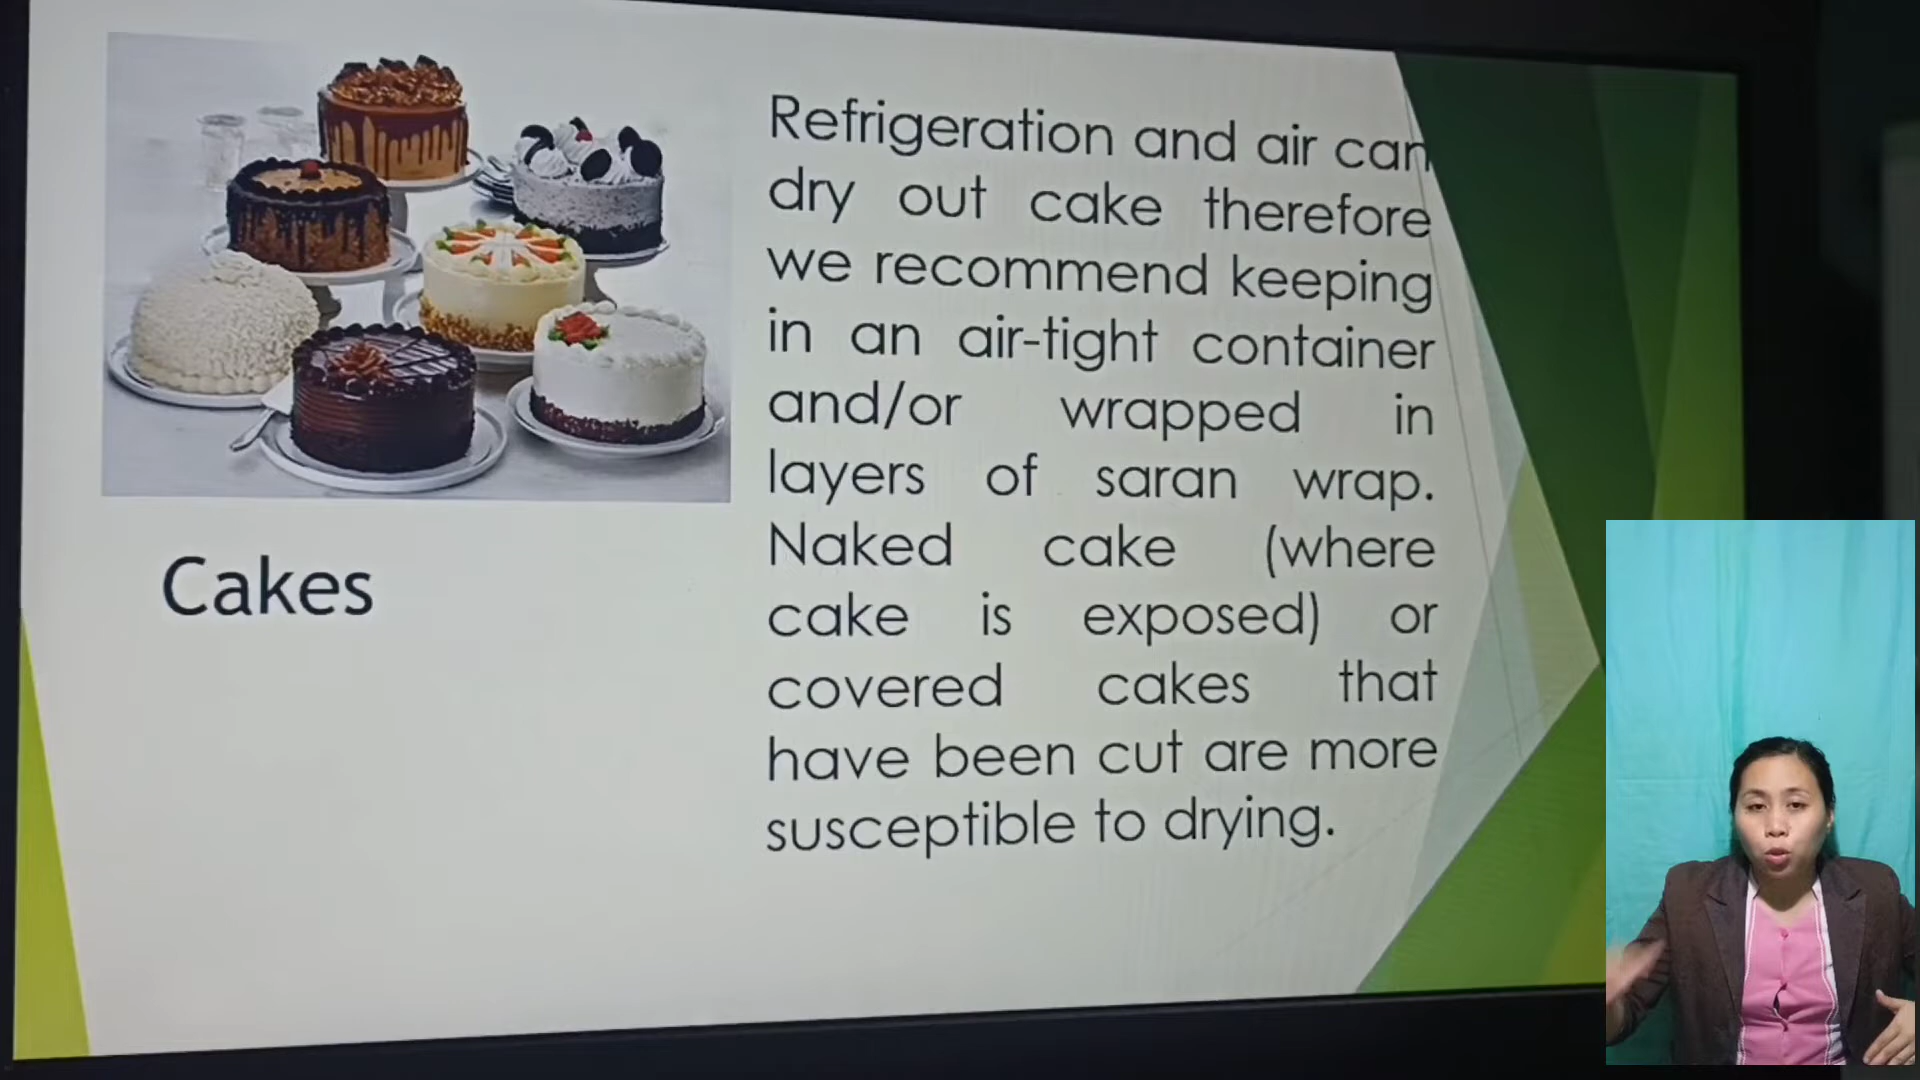 Cakes
Refrigeration and air can
dry out cake therefore
we recommend keeping
in an air-tight container
and/or wrapped in
layers of saran wrap.
Naked cake (where
cake is exposed) or
covered cakes that
have been cut are more
susceptible to drying.